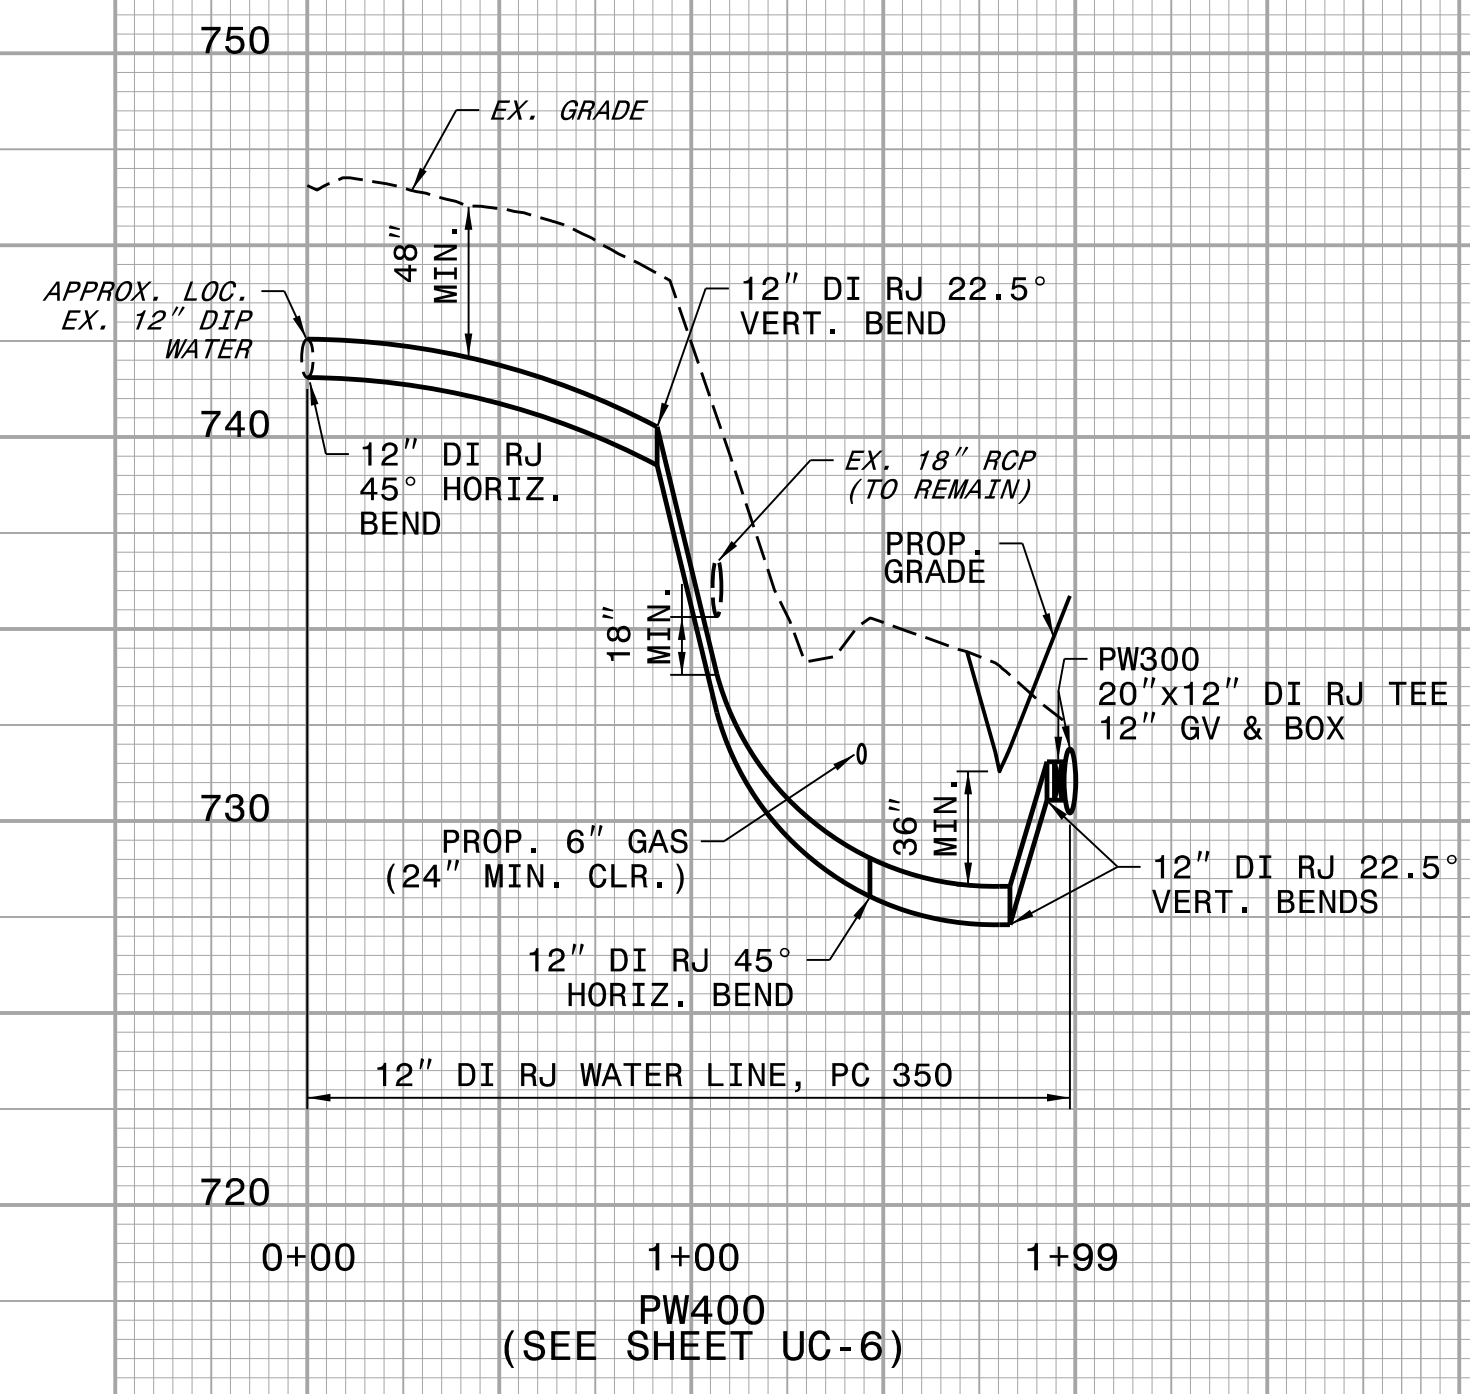 750
EX. GRADE
48"
MIN.
APPROX. LOC.
EX. 12" DIP
WATER
12" DI RJ 22.5°
VERT. BEND
740
12" DI RJ
45° HORIZ.
BEND
EX. 18" RCP
(TO REMAIN)
PROP.
GRADE
18"
MIN.
PW300
20"x12" DI RJ TEE
12" GV & BOX
730
PROP. 6" GAS
(24" MIN. CLR.)
36"
MIN.
12" DI RJ 22.5°
VERT. BENDS
12" DI RJ 45°
HORIZ. BEND
12" DI RJ WATER LINE, PC 350
720
0+00 1+00 1+99
PW400
(SEE SHEET UC-6)